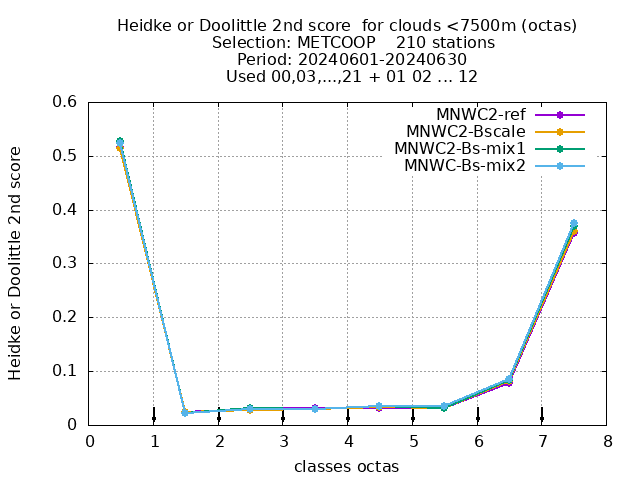 Heidke or Doolittle 2nd score  for clouds <7500m (octas)
Selection: METCOOP    210 stations
Period: 20240601-20240630
Used 00,03,...,21 + 01 02 ... 12
MNWC2-ref
MNWC2-Bscale
MNWC2-Bs-mix1
MNWC-Bs-mix2
Heidke or Doolittle 2nd score
0.6
0.5
0.4
0.3
0.2
0.1
0
0 1 2 3 4 5 6 7 8
classes octas